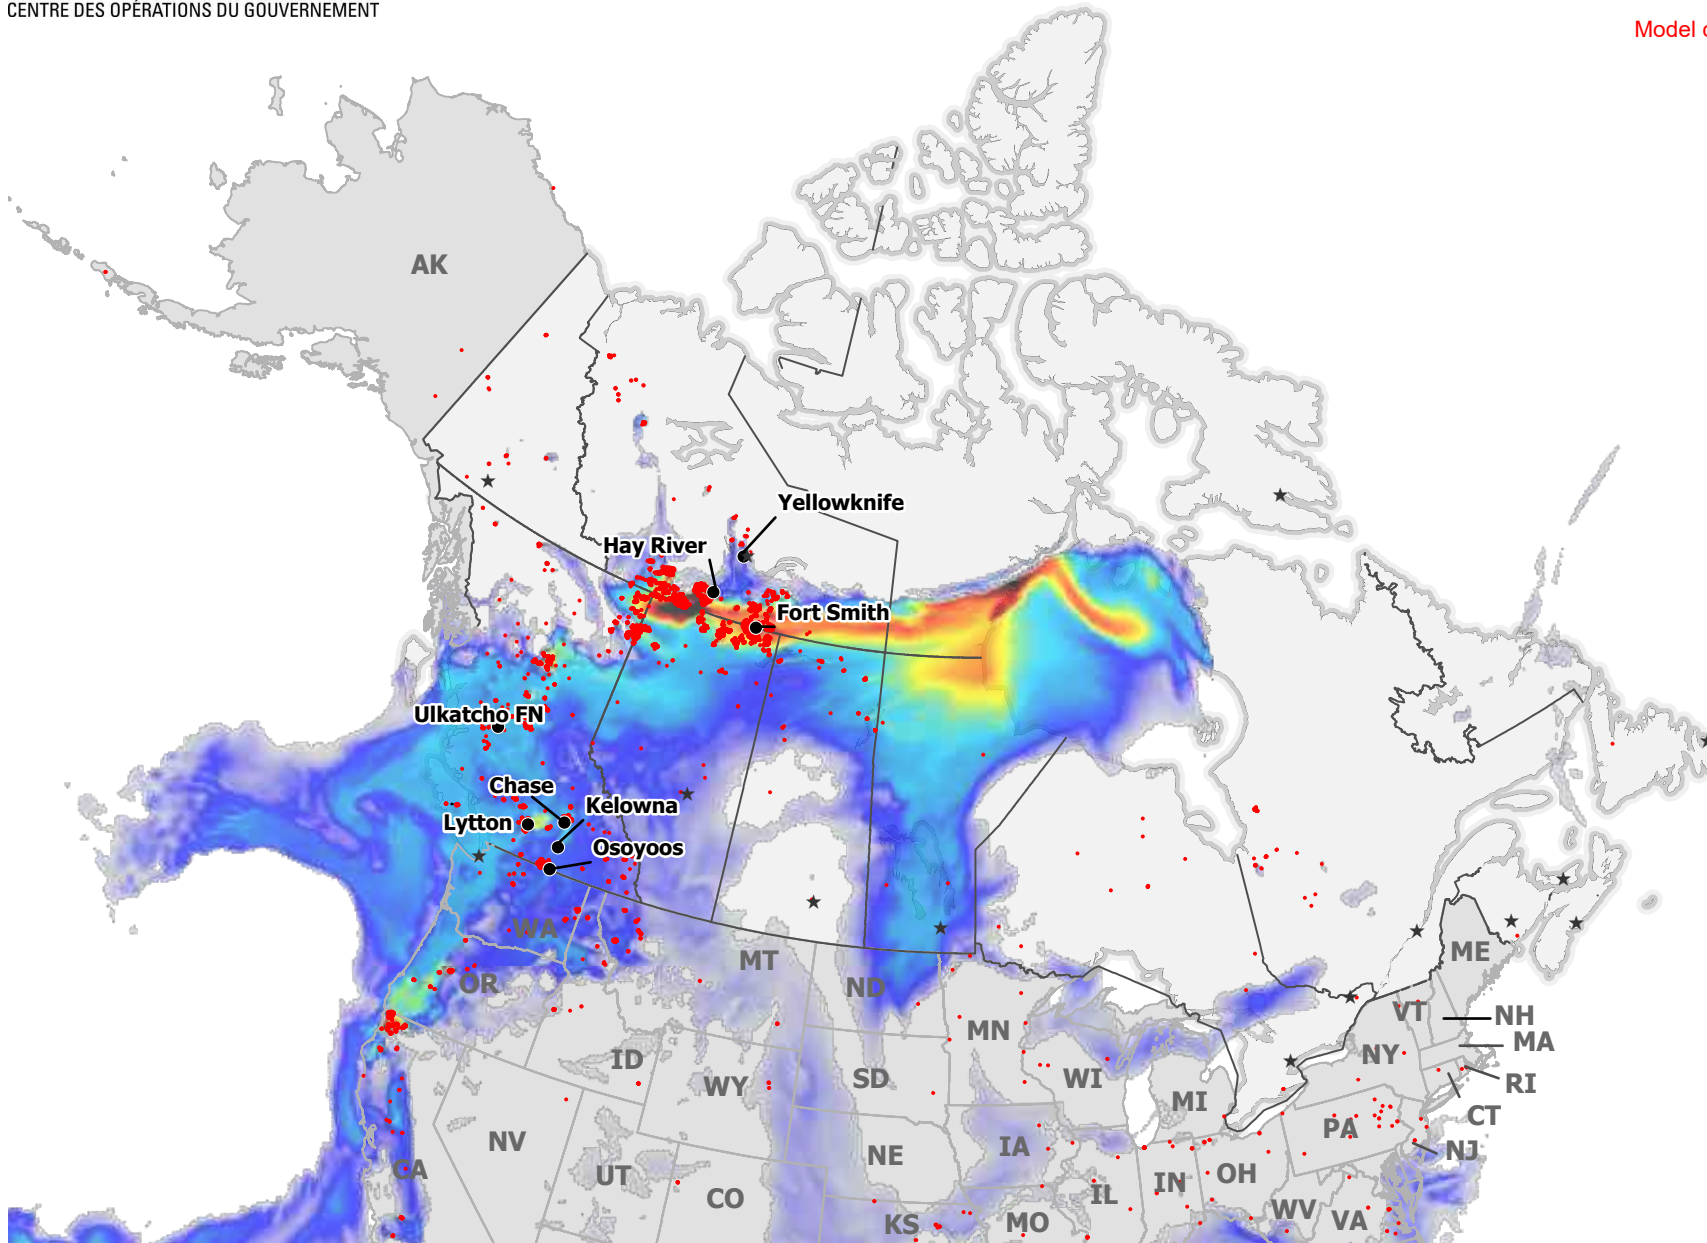 CENTRE DES OPÉRATIONS DU GOUVERNEMENT
Model
AK
Yellowknife
Hay River
Fort Smith
Ulkatcho FN
Chase
Kelowna
Lytton
Osoyoos
WA
MT
ME
OR
ND
VT
NH
MN
MA
NY
ID
SD
WI
RI
WY
MI
CT
PA
NV
IA
NJ
NE
CA
UT
OH
IN
CO
IL
WV
VA
KS
MO